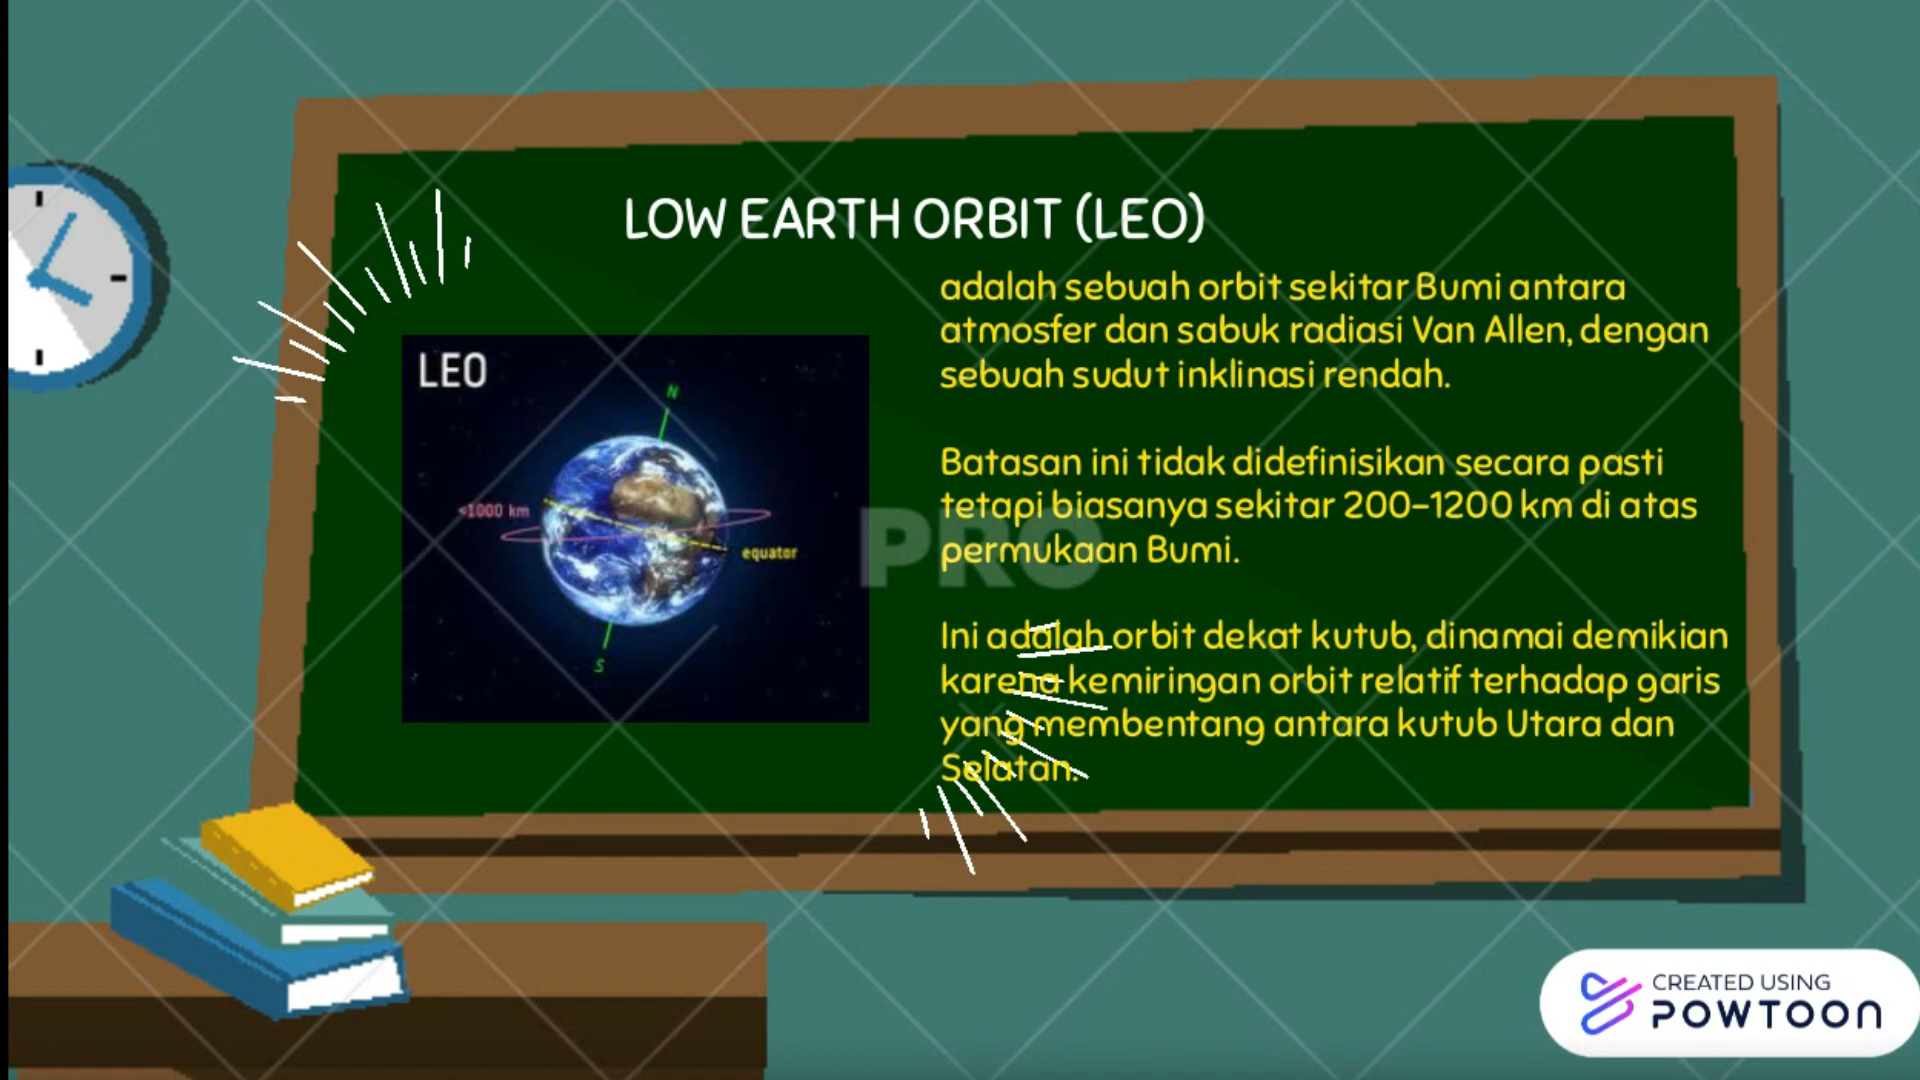 LOW EARTH ORBIT (LEO)
adalah sebuah orbit sekitar Bumi antara
atmosfer dan sabuk radiasi Van Allen, dengan
sebuah sudut inklinasi rendah.
Batasan ini tidak didefinisikan secara pasti
tetapi biasanya sekitar 200-1200 km di atas
permukaan Bumi.
Ini adalah orbit dekat kutub, dinamai demikian
karena kemiringan orbit relatif terhadap garis
yang membentang antara kutub Utara dan
Selatan.
LEO
N
<1000 km
equator
S
PRO
CREATED USING
POWTOON